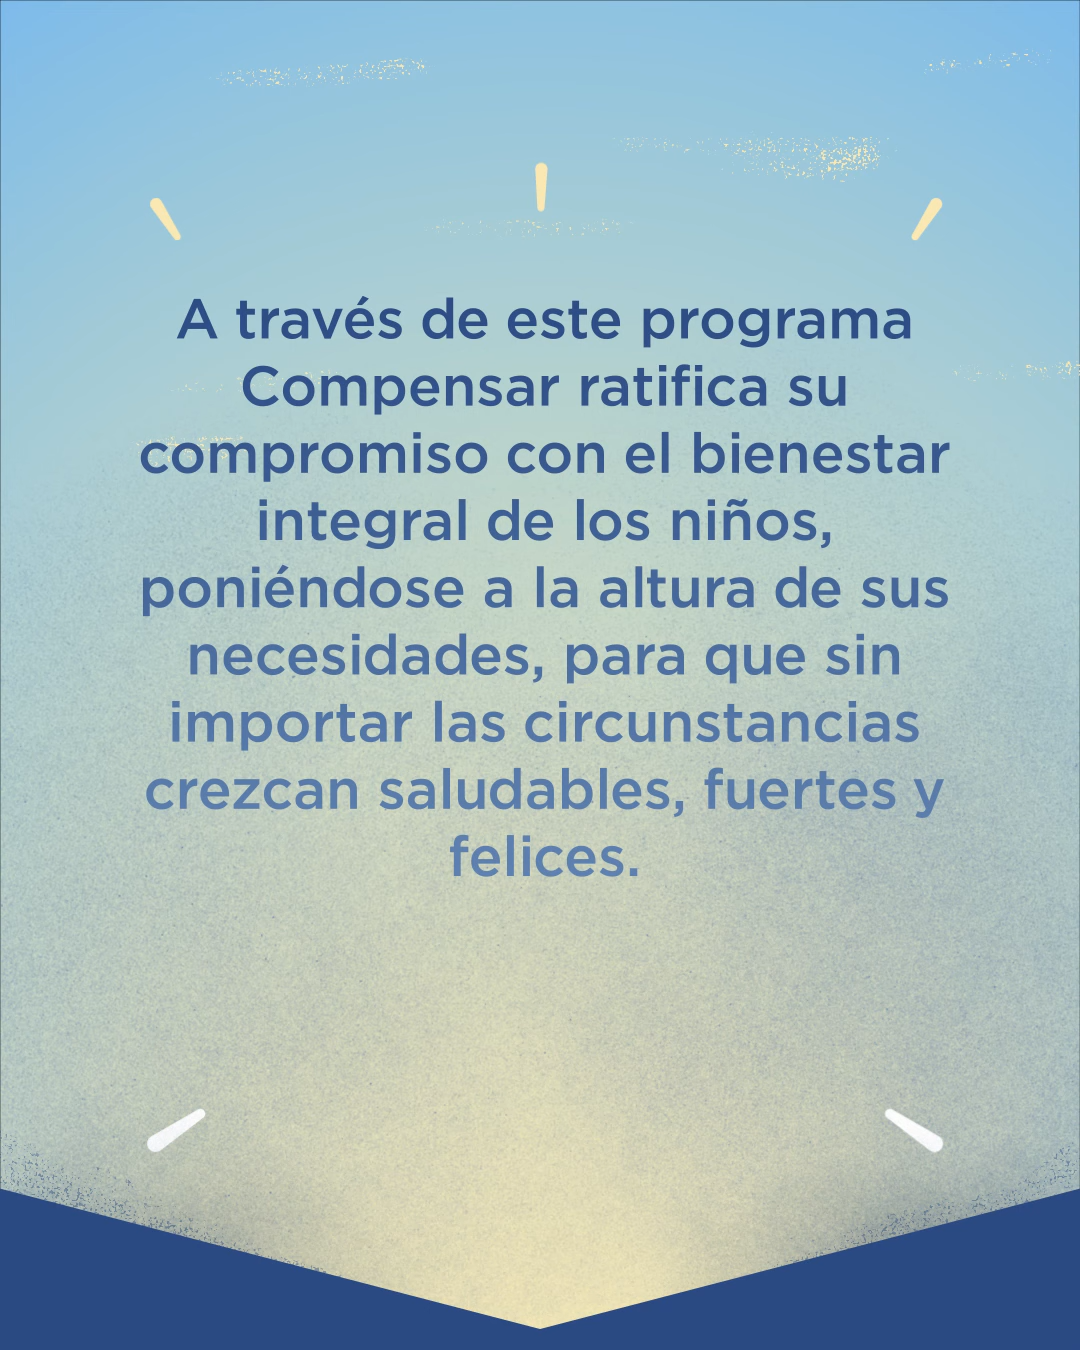 A través de este programa
Compensar ratifica su
compromiso con el bienestar
integral de los niños,
poniéndose a la altura de sus
necesidades, para que sin
importar las circunstancias
crezcan saludables, fuertes y
felices.